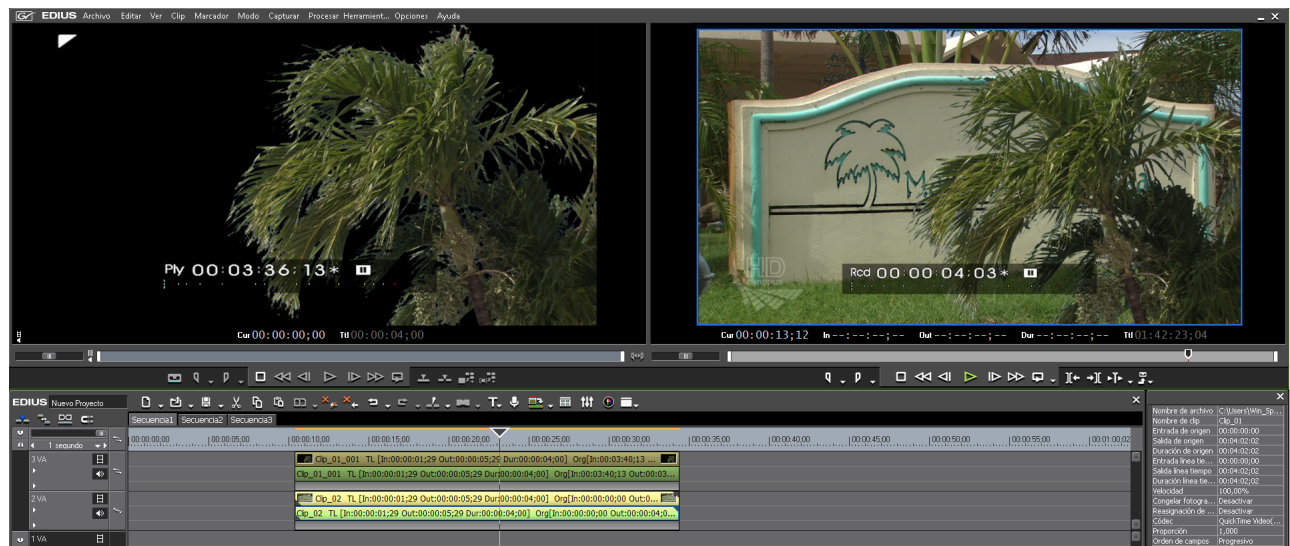 EDIUS Archivo Editar Ver Clip Marcador Modo Capturar Procesar Herramient... Opciones Ayuda
M
Ply 00:03:36:13*
HD
Rcd 00:00:04:03*
Cur 00:00:00;00 Ttl 00:00:04;00
Cur 00:00:13;12 In --:--:--;-- Out --:--:--;-- Dur --:--:--;-- Ttl 01:42:23;04
EDIUS Nuevo Proyecto
Secuencia1 Secuencia2 Secuencia3
1 segundo
00:00:00;00 00:00:05;00 00:00:10;00 00:00:15;00 00:00:20;00 00:00:25;00 00:00:30;00 00:00:35;00 00:00:40;00 00:00:45;00 00:00:50;00 00:00:55;00 00:01:00;02
3 VA
Clip_01_001 TL [In:00:00:01;29 Out:00:00:05;29 Dur:00:00:04;00] Org[In:00:03:40;13 ...
Clip_01_001 TL [In:00:00:01;29 Out:00:00:05;29 Dur:00:00:04;00] Org[In:00:03:40;13 Out:00:03...
2 VA
Clip_02 TL [In:00:00:01;29 Out:00:00:05;29 Dur:00:00:04;00] Org[In:00:00:00;00 Out:0...
Clip_02 TL [In:00:00:01;29 Out:00:00:05;29 Dur:00:00:04;00] Org[In:00:00:00;00 Out:00:00:04;0...
1 VA
Nombre de archivo C:\Users\Win_Sp...
Nombre de clip Clip_01
Entrada de origen 00:00:00;00
Salida de origen 00:04:02;02
Duración de origen 00:04:02;02
Entrada línea tie... 00:00:00;00
Salida línea tiempo 00:04:02;02
Duración línea tie... 00:04:02;02
Velocidad 100,00%
Congelar fotogra... Desactivar
Reasignación de ... Desactivar
Códec QuickTime Video(...
Proporción 1,000
Orden de campos Progresivo